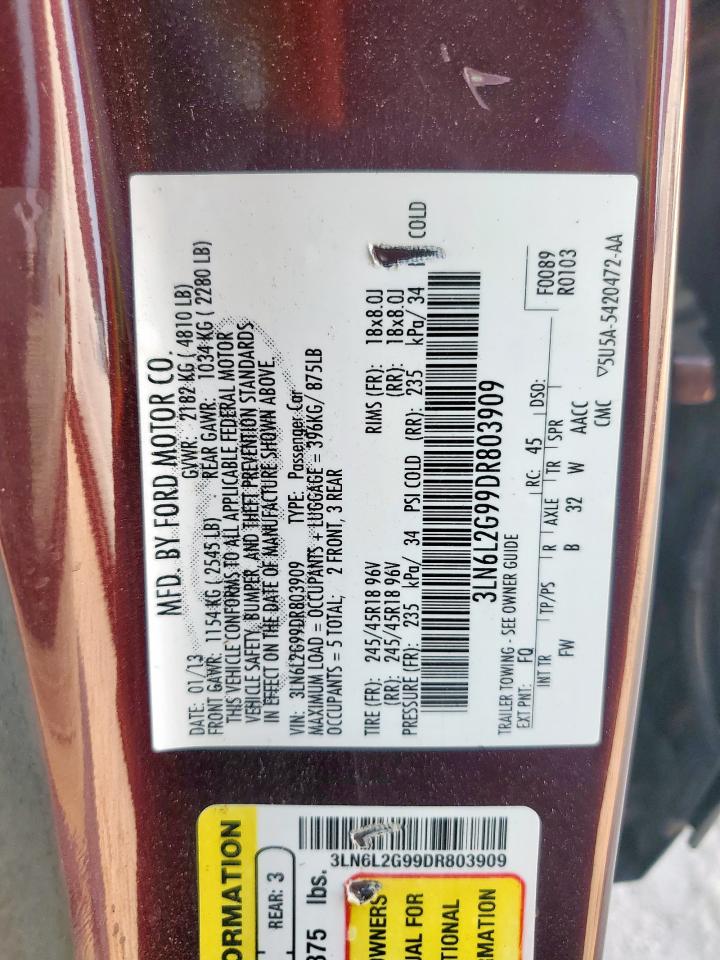 MFD. BY FORD MOTOR CO.
DATE: 01/13 GVWR: 2182 KG ( 4810 LB)
FRONT GAWR: 1154 KG ( 2545 LB) REAR GAWR: 1034 KG ( 2280 LB)
THIS VEHICLE CONFORMS TO ALL APPLICABLE FEDERAL MOTOR
VEHICLE SAFETY, BUMPER, AND THEFT PREVENTION STANDARDS
IN EFFECT ON THE DATE OF MANUFACTURE SHOWN ABOVE.
VIN: 3LN6L2G99DR803909 TYPE: Passenger Car
MAXIMUM LOAD = OCCUPANTS + LUGGAGE = 396KG/ 875LB
OCCUPANTS = 5 TOTAL; 2 FRONT, 3 REAR
TIRE (FR): 245/45R18 96V RIMS (FR): 18x8.0J
(RR): 245/45R18 96V (RR): 18x8.0J
PRESSURE (FR): 235 kPa/ 34 PSI COLD (RR): 235 kPa/ 34 COLD
3LN6L2G99DR803909
TRAILER TOWING - SEE OWNER GUIDE
EXT PNT: FQ RC: 45 DSO: F0089
R0103
INT TR TP/PS R AXLE TR SPR
FW B 32 W AACC
CMC ▽5U5A-5420472-AA
3LN6L2G99DR803909
ORMATION
REAR: 3
375 lbs.
OWNERS
UAL FOR
TIONAL